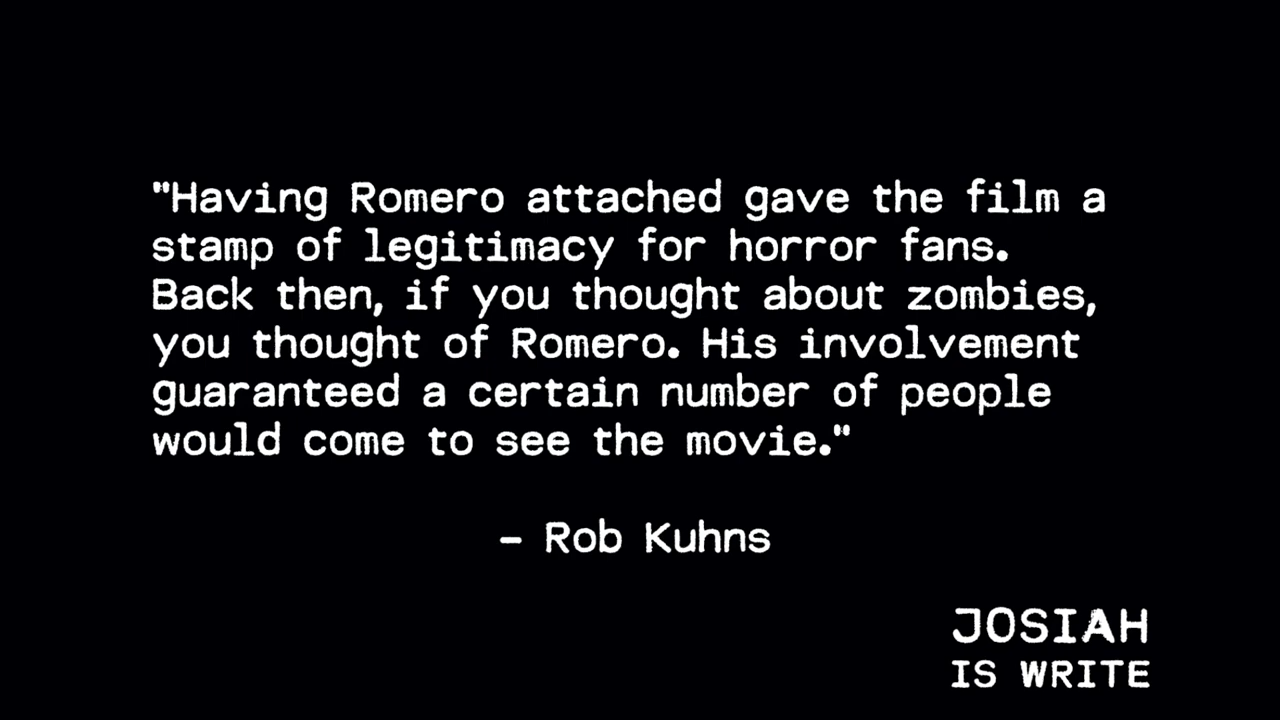 "Having Romero attached gave the film a
stamp of legitimacy for horror fans.
Back then, if you thought about zombies,
you thought of Romero. His involvement
guaranteed a certain number of people
would come to see the movie."
– Rob Kuhns
JOSIAH
IS WRITE